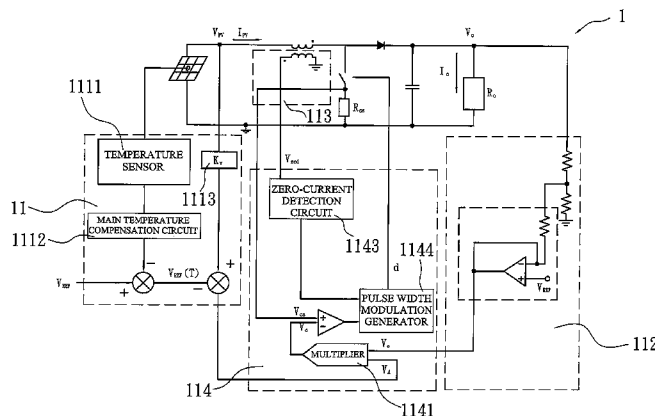 1
V_PV
I_PV
V_o
I_o
R_o
1111
113
R_cs
TEMPERATURE
SENSOR
K_v
1113
V_zcd
11
ZERO-CURRENT
DETECTION
CIRCUIT
1143
MAIN TEMPERATURE
COMPENSATION CIRCUIT
1112
1144
d
V_REF
+
−
V_REF(T)
−
+
PULSE WIDTH
MODULATION
GENERATOR
−
+
V_REF
V_cs
V_c
+
−
V_e
MULTIPLIER
V_d
112
114
1141